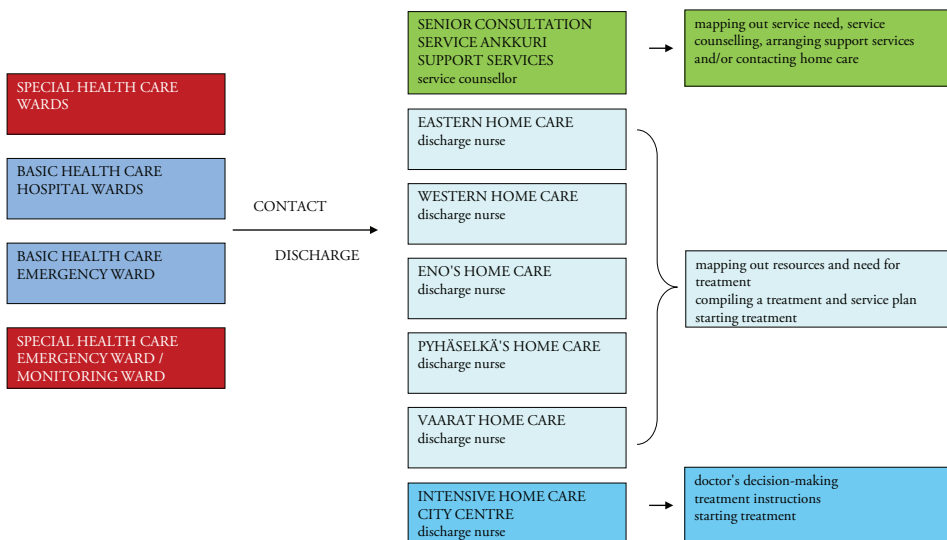 SPECIAL HEALTH CARE
WARDS
BASIC HEALTH CARE
HOSPITAL WARDS
BASIC HEALTH CARE
EMERGENCY WARD
SPECIAL HEALTH CARE
EMERGENCY WARD /
MONITORING WARD
CONTACT
DISCHARGE
SENIOR CONSULTATION
SERVICE ANKKURI
SUPPORT SERVICES
service counsellor
EASTERN HOME CARE
discharge nurse
WESTERN HOME CARE
discharge nurse
ENO'S HOME CARE
discharge nurse
PYHÄSELKÄ'S HOME CARE
discharge nurse
VAARAT HOME CARE
discharge nurse
INTENSIVE HOME CARE
CITY CENTRE
discharge nurse
mapping out service need, service
counselling, arranging support services
and/or contacting home care
mapping out resources and need for
treatment
compiling a treatment and service plan
starting treatment
doctor's decision-making
treatment instructions
starting treatment